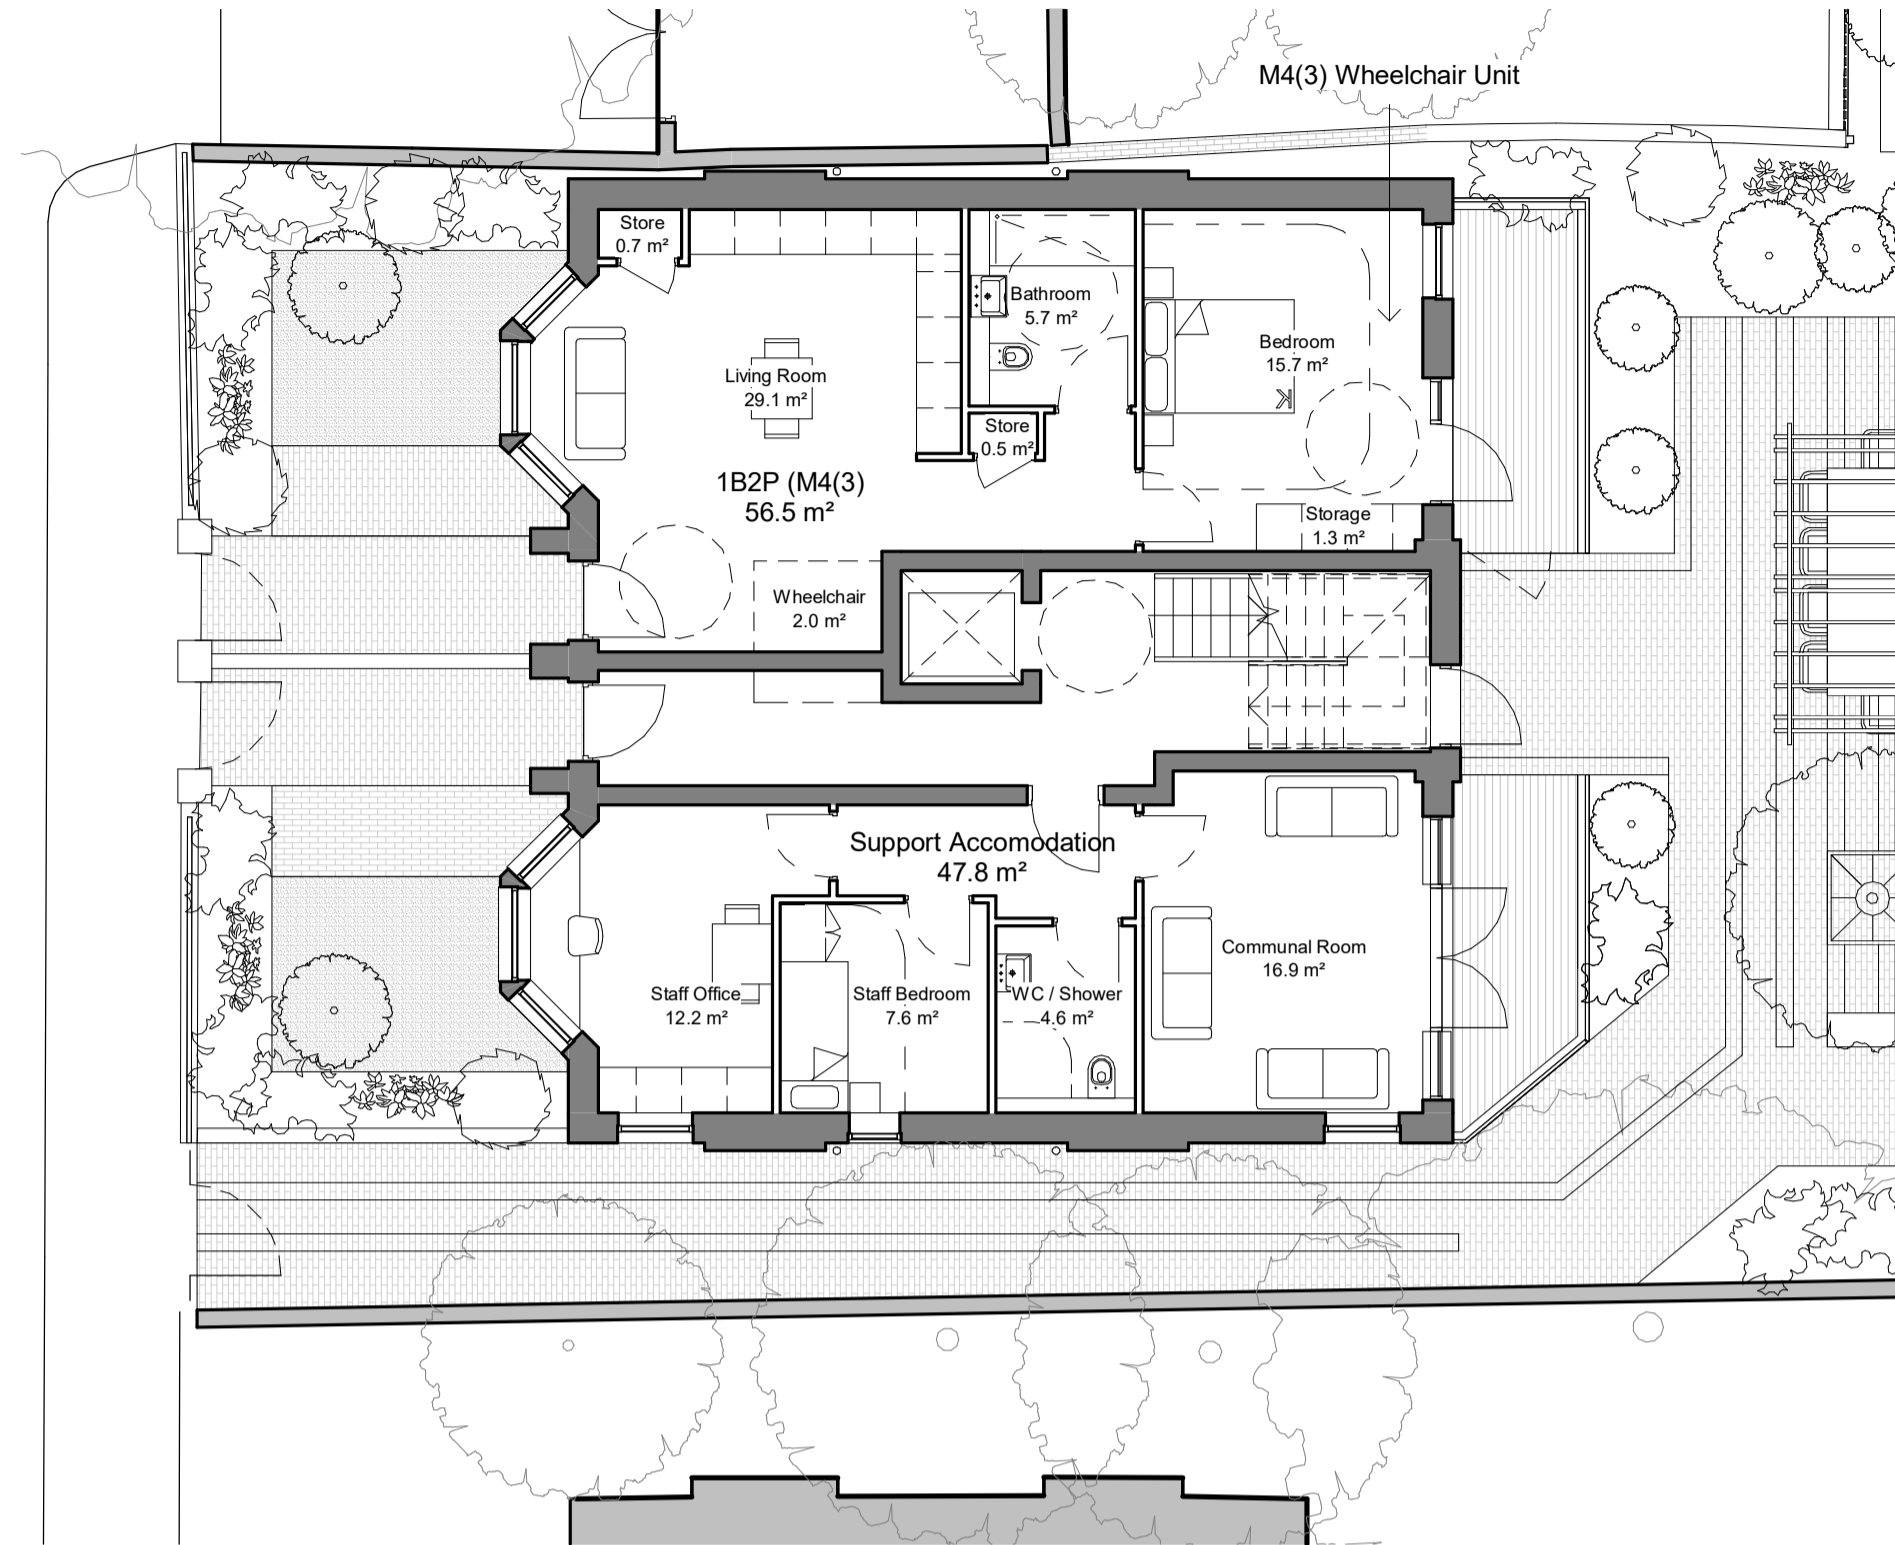 M4(3) Wheelchair Unit
Store
0.7 m²
Bathroom
5.7 m²
Bedroom
15.7 m²
Living Room
29.1 m²
Store
0.5 m²
1B2P (M4(3)
56.5 m²
Storage
1.3 m²
Wheelchair
2.0 m²
Support Accomodation
47.8 m²
Communal Room
16.9 m²
Staff Office
12.2 m²
Staff Bedroom
7.6 m²
WC / Shower
4.6 m²